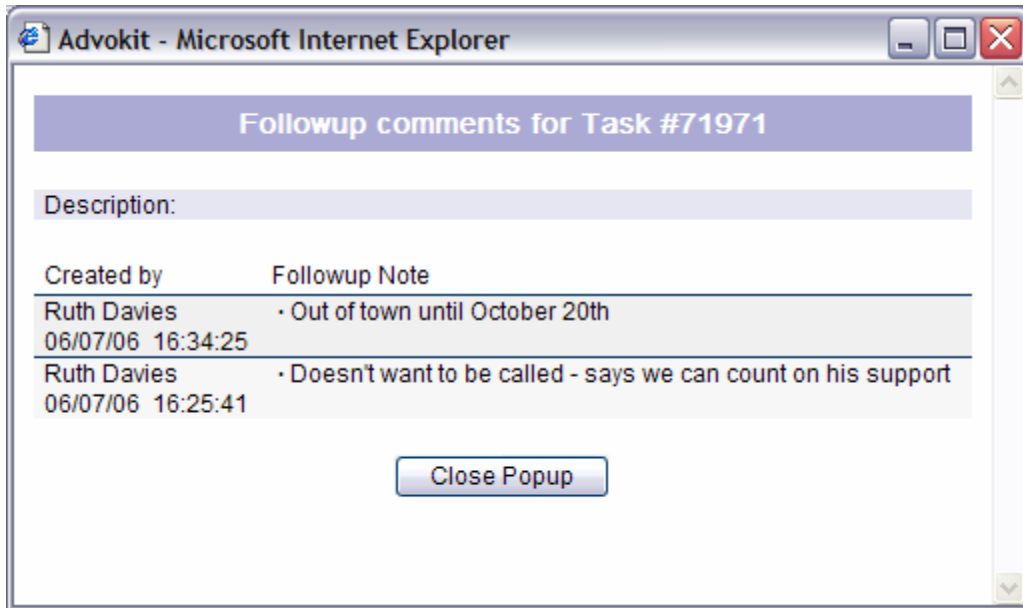 Advokit - Microsoft Internet Explorer
Followup comments for Task #71971
Description:
Created by Followup Note
Ruth Davies · Out of town until October 20th
06/07/06 16:34:25
Ruth Davies · Doesn't want to be called - says we can count on his support
06/07/06 16:25:41
Close Popup